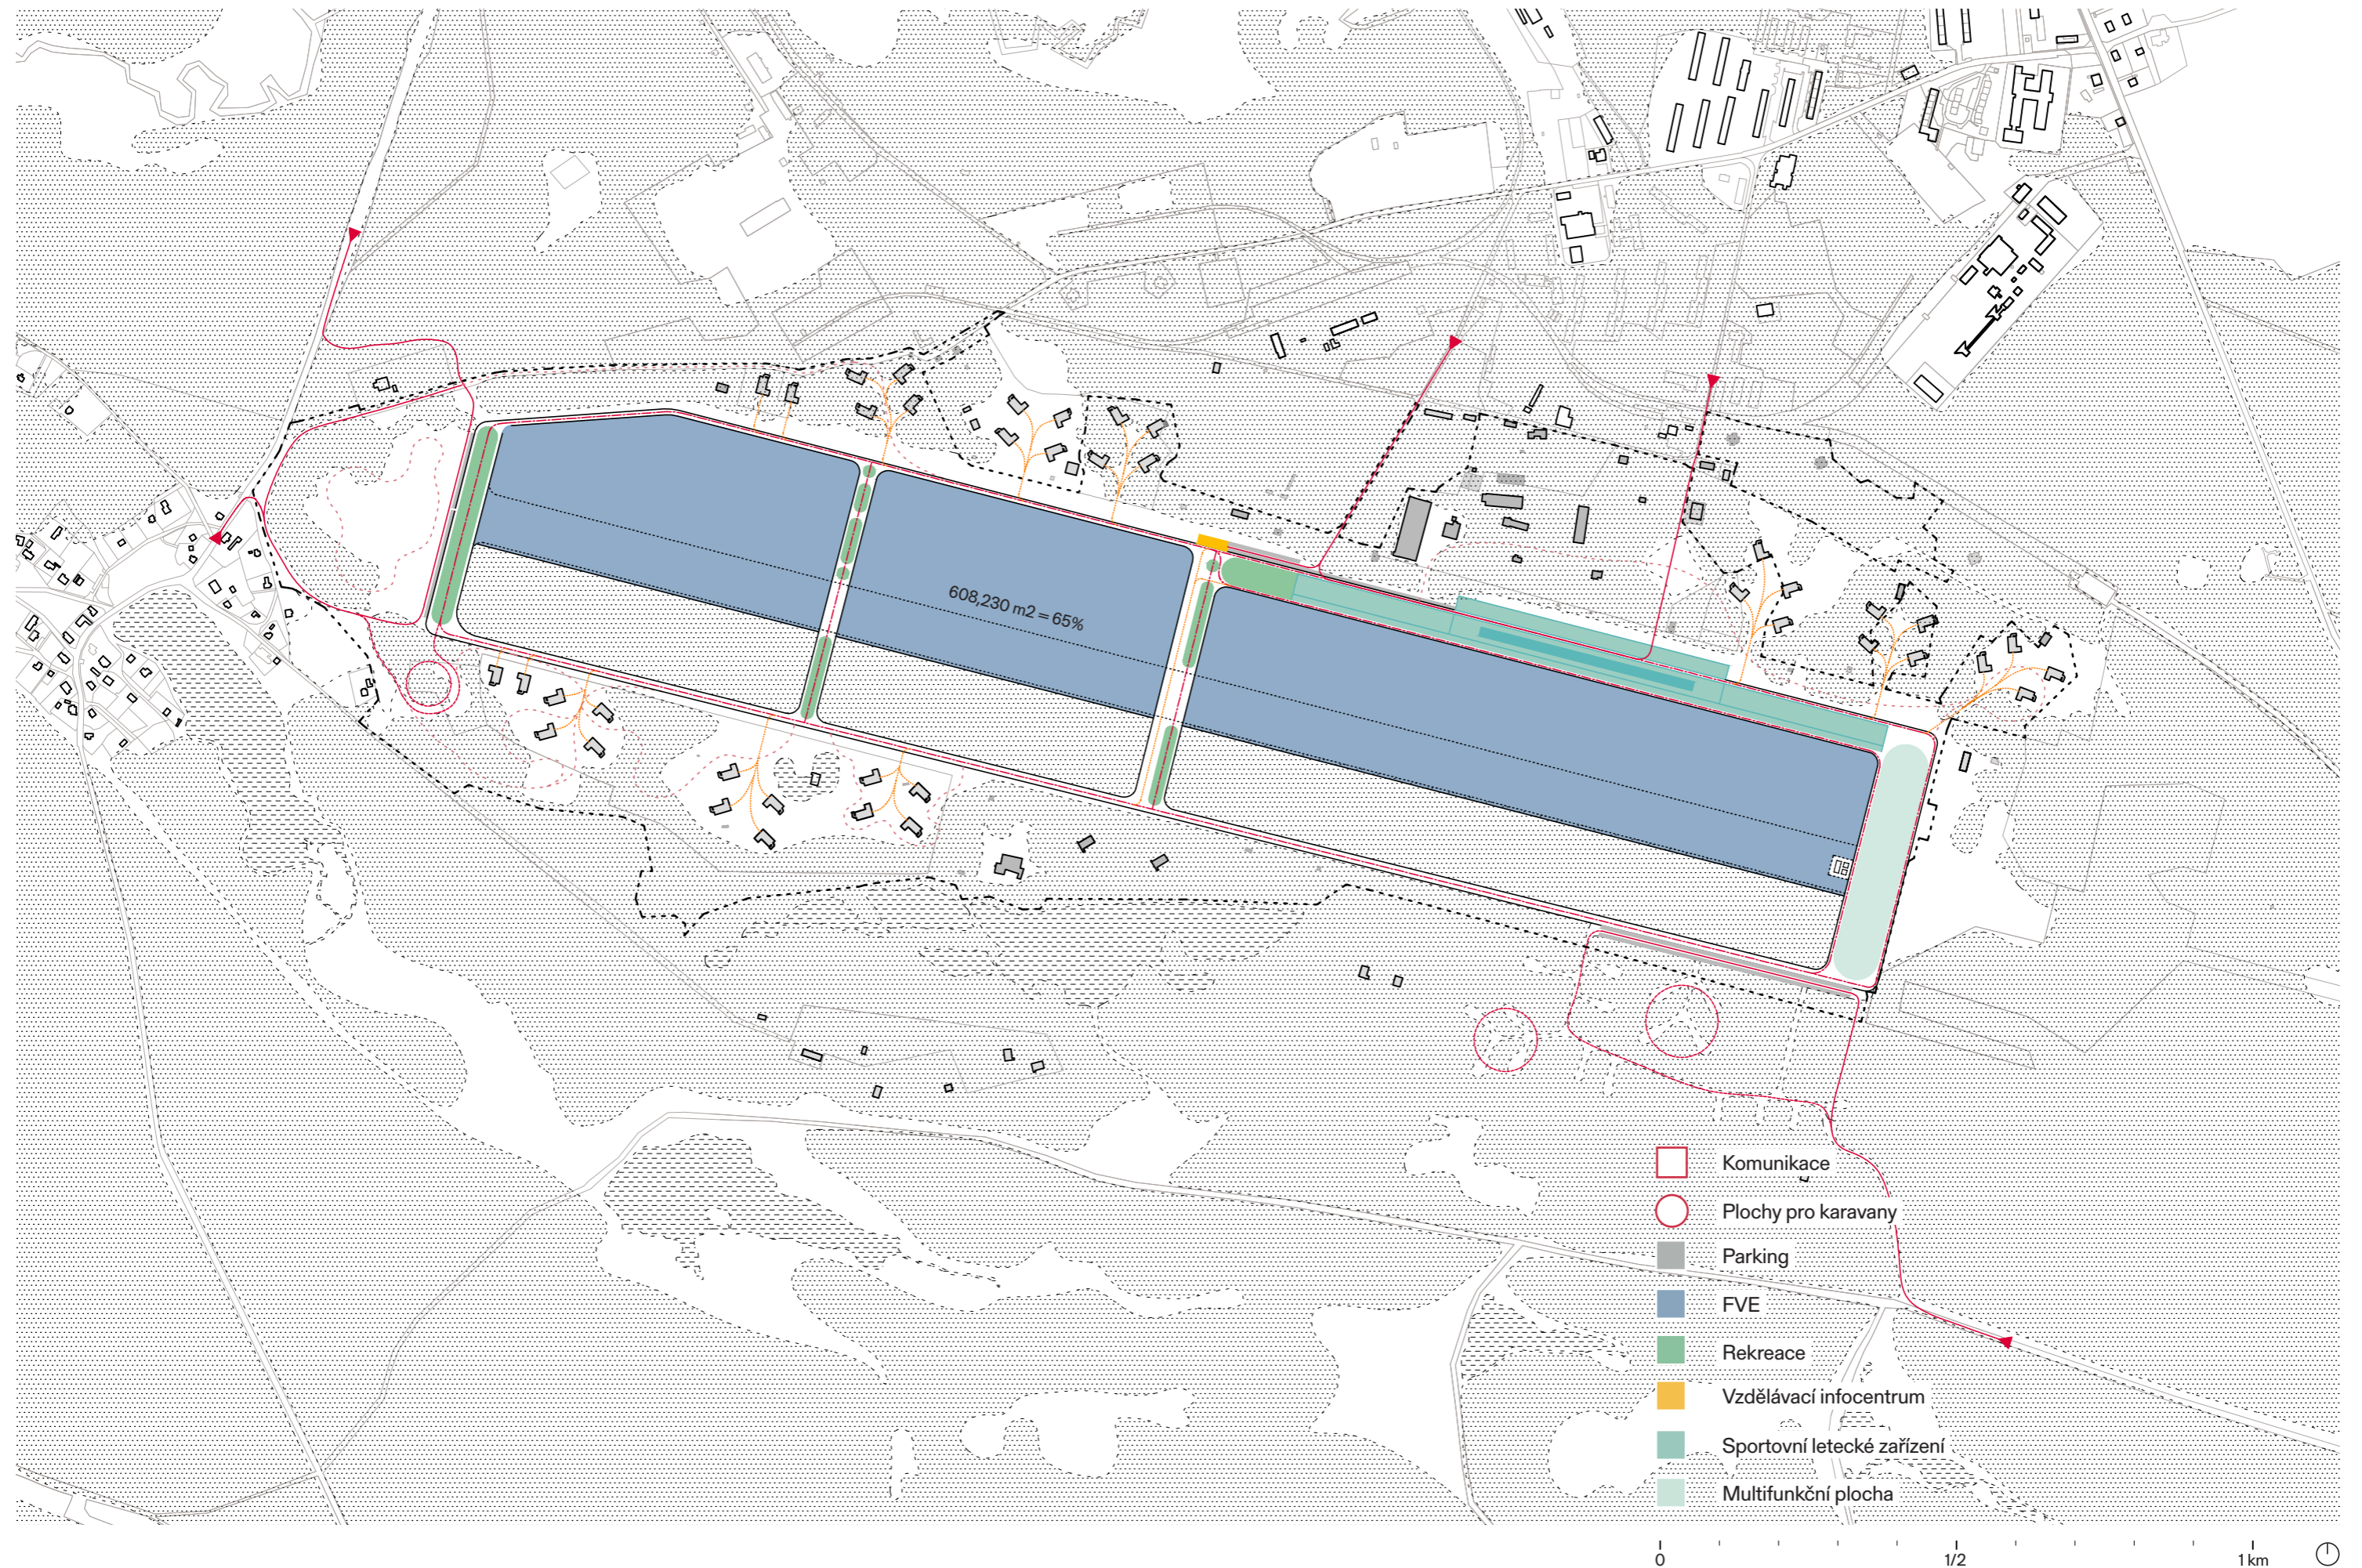 608,230 m2 = 65%
Komunikace
Plochy pro karavany
Parking
FVE
Rekreace
Vzdělávací infocentrum
Sportovní letecké zařízení
Multifunkční plocha
0 1/2 1 km